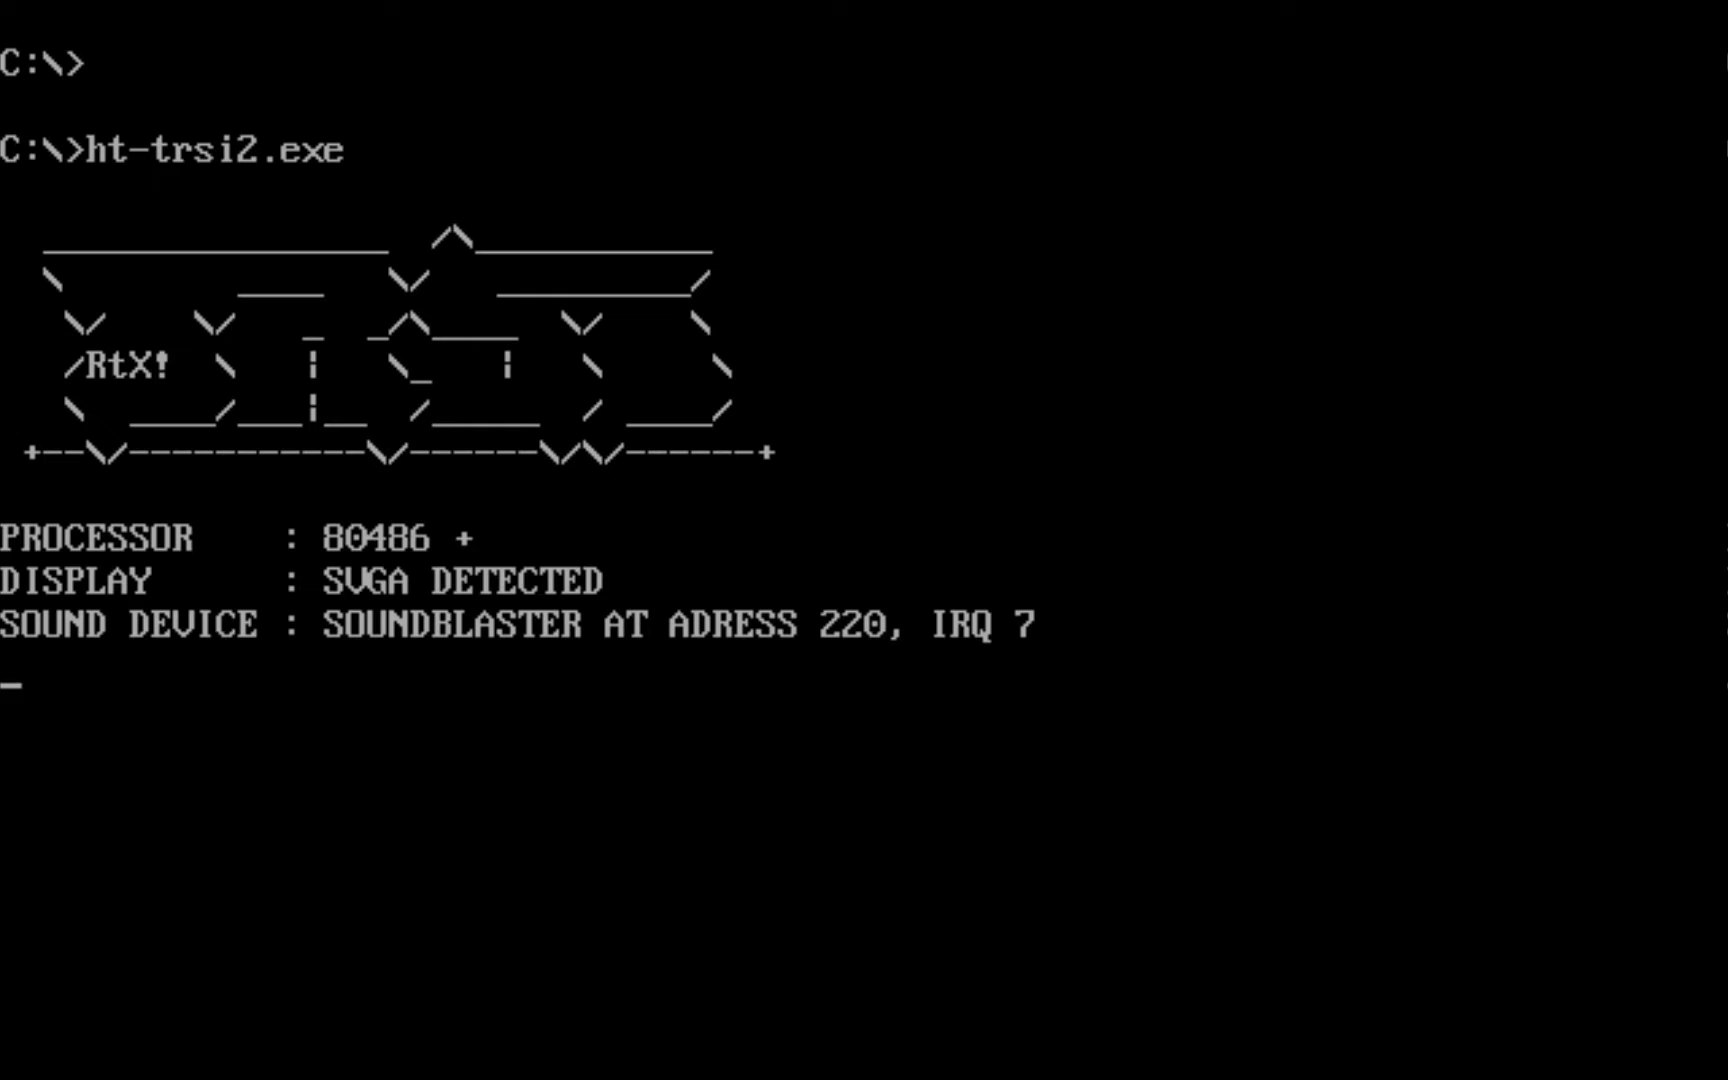 C:\>
C:\>ht-trsi2.exe
RtX!
PROCESSOR    : 80486 +
DISPLAY      : SVGA DETECTED
SOUND DEVICE : SOUNDBLASTER AT ADRESS 220, IRQ 7